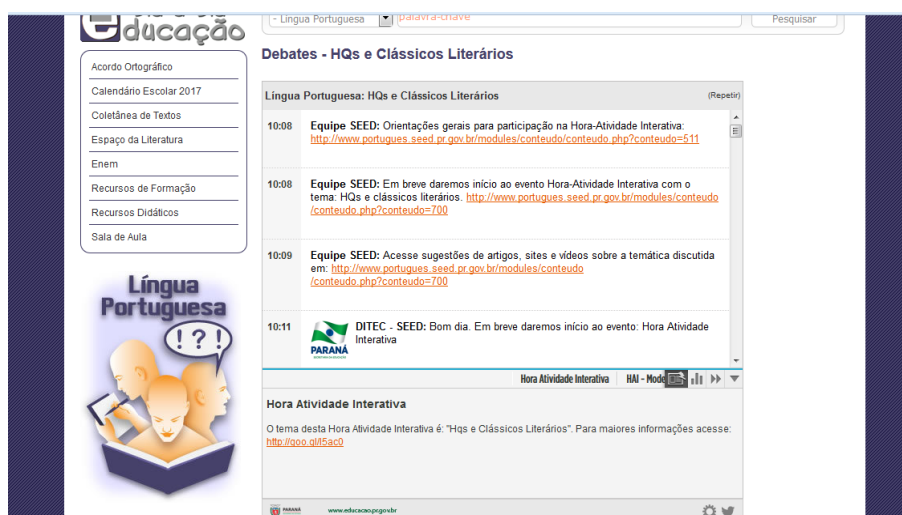 educação
- Língua Portuguesa
palavra-chave
Pesquisar
Debates - HQs e Clássicos Literários
Acordo Ortográfico
Calendário Escolar 2017
Coletânea de Textos
Espaço da Literatura
Enem
Recursos de Formação
Recursos Didáticos
Sala de Aula
Língua
Portuguesa
(!?!)
Língua Portuguesa: HQs e Clássicos Literários
(Repetir)
10:08 Equipe SEED: Orientações gerais para participação na Hora-Atividade Interativa:
http://www.portugues.seed.pr.gov.br/modules/conteudo/conteudo.php?conteudo=511
10:08 Equipe SEED: Em breve daremos início ao evento Hora-Atividade Interativa com o
tema: HQs e clássicos literários. http://www.portugues.seed.pr.gov.br/modules/conteudo
/conteudo.php?conteudo=700
10:09 Equipe SEED: Acesse sugestões de artigos, sites e vídeos sobre a temática discutida
em: http://www.portugues.seed.pr.gov.br/modules/conteudo
/conteudo.php?conteudo=700
10:11 DITEC - SEED: Bom dia. Em breve daremos início ao evento: Hora Atividade
Interativa
PARANÁ
Hora Atividade Interativa HAI - Mode
Hora Atividade Interativa
O tema desta Hora Atividade Interativa é: "Hqs e Clássicos Literários". Para maiores informações acesse:
http://goo.gl/l5ac0
PARANÁ
www.educacao.pr.gov.br